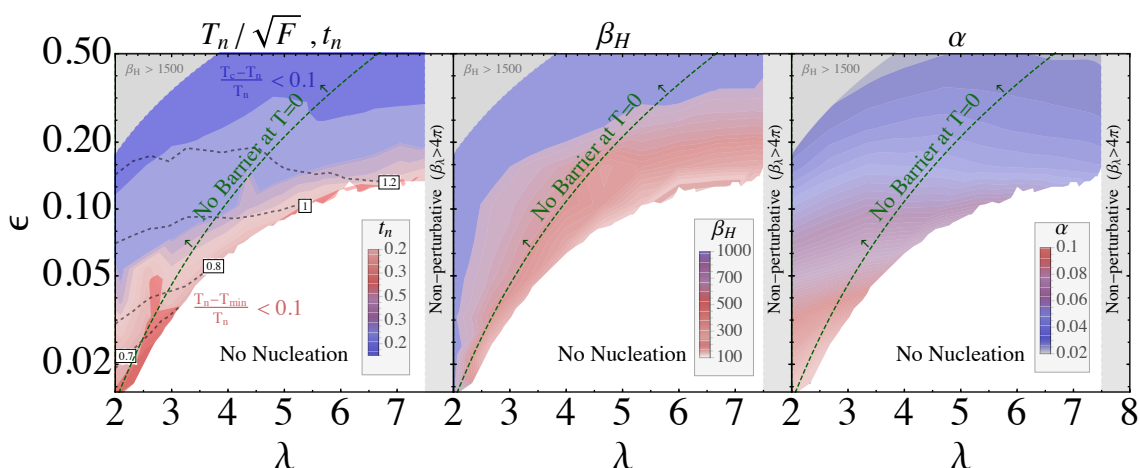 T_n / √F , t_n
β_H
α
0.50
0.20
0.10
0.05
0.02
ϵ
β_H > 1500
T_c−T_n / T_n < 0.1
No Barrier at T=0
1.2
1
0.8
0.7
T_n−T_min / T_n < 0.1
No Nucleation
t_n
0.2
0.3
0.5
0.3
0.2
Non-perturbative (β_λ>4π)
2 3 4 5 6 7
λ
β_H > 1500
No Barrier at T=0
No Nucleation
β_H
1000
700
500
300
100
Non-perturbative (β_λ>4π)
2 3 4 5 6 7
λ
β_H > 1500
No Barrier at T=0
No Nucleation
α
0.1
0.08
0.06
0.04
0.02
Non-perturbative (β_λ>4π)
2 3 4 5 6 7 8
λ